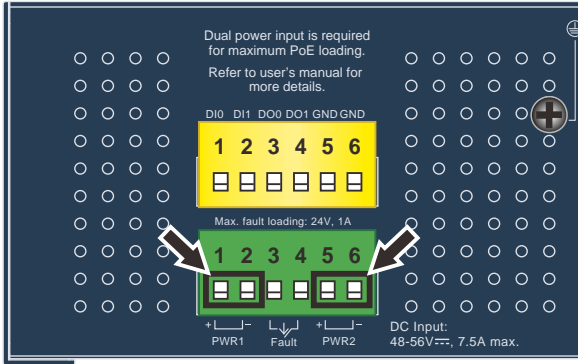 Dual power input is required
for maximum PoE loading.
Refer to user's manual for
more details.
DI0 DI1 DO0 DO1 GND GND
1 2 3 4 5 6
Max. fault loading: 24V, 1A
1 2 3 4 5 6
+ − + −
PWR1 Fault PWR2
DC Input:
48-56V⎓, 7.5A max.